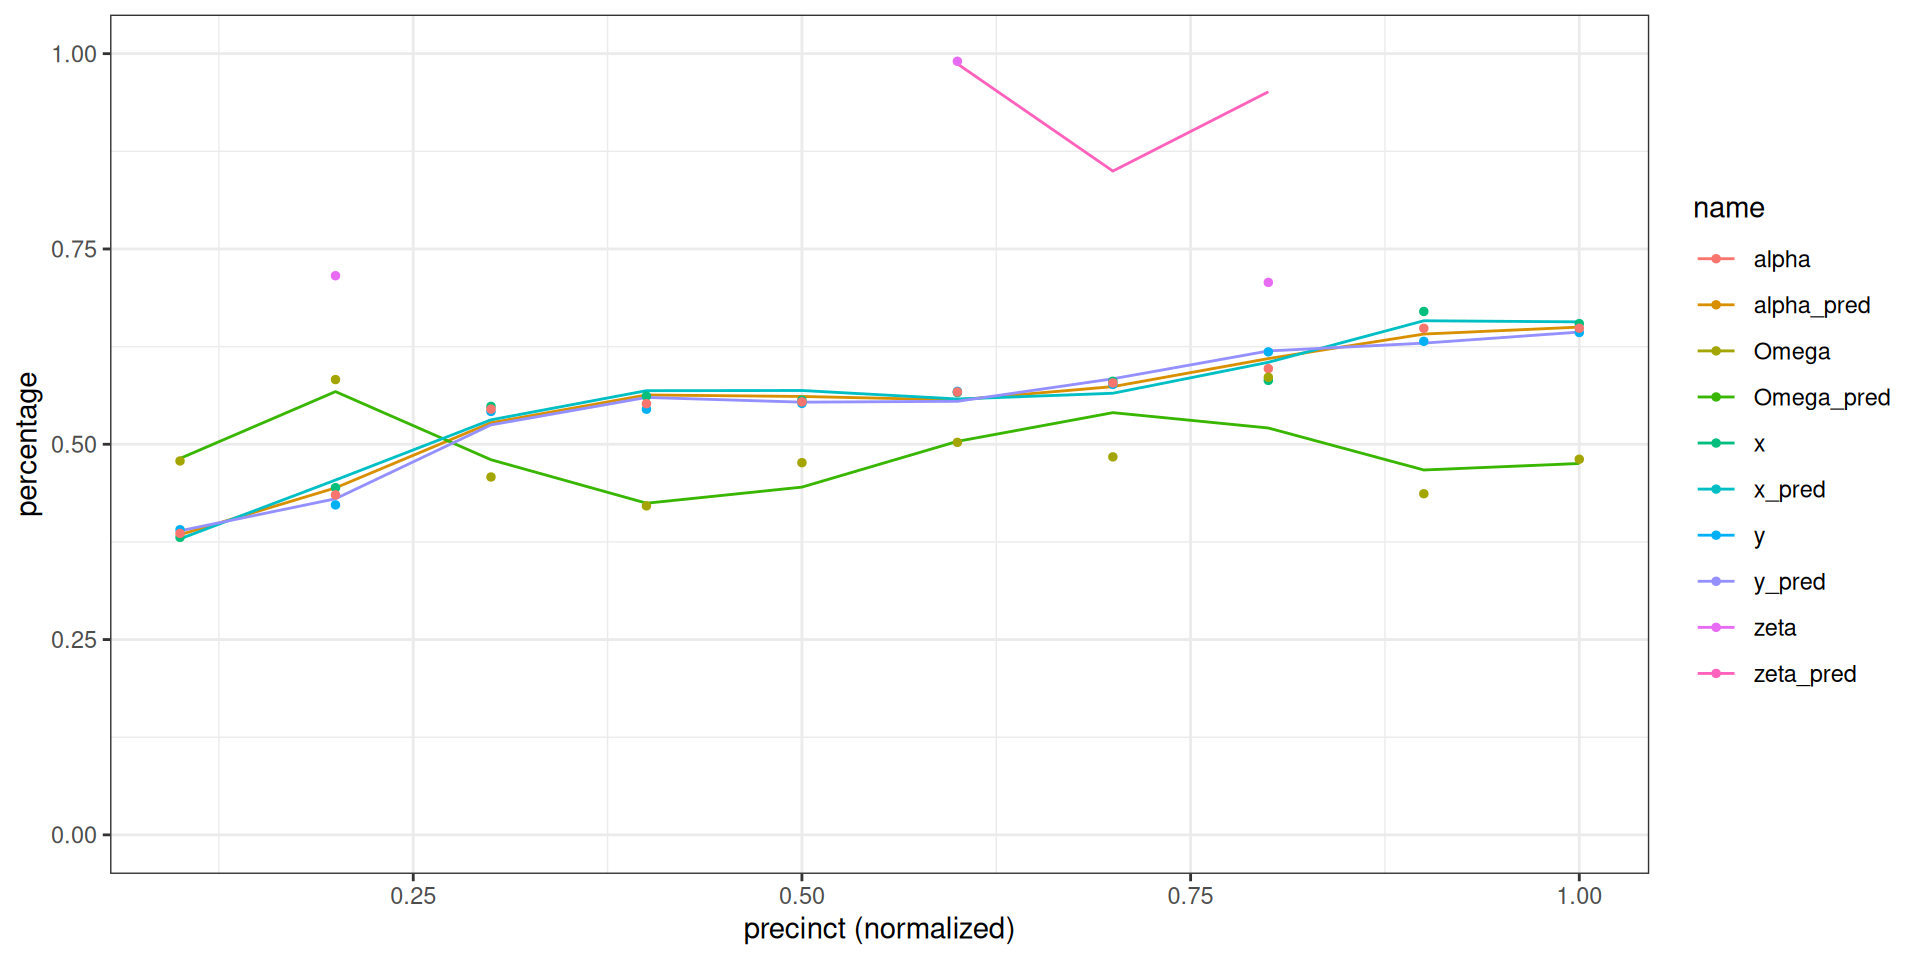 1.00
0.75
0.50
0.25
0.00
percentage
0.25 0.50 0.75 1.00
precinct (normalized)
name
alpha
alpha_pred
Omega
Omega_pred
x
x_pred
y
y_pred
zeta
zeta_pred